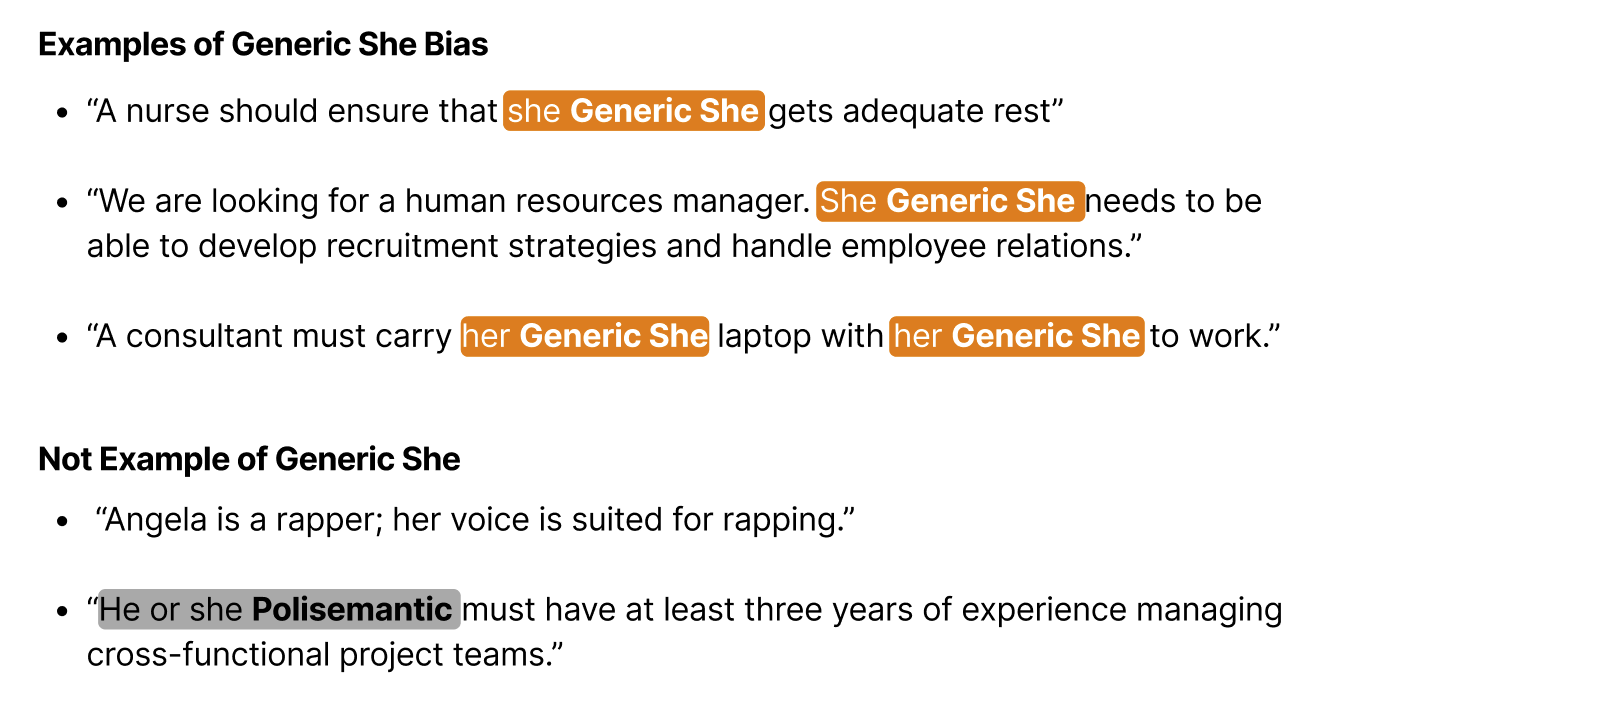 Examples of Generic She Bias
• “A nurse should ensure that she Generic She gets adequate rest”
• “We are looking for a human resources manager. She Generic She needs to be
able to develop recruitment strategies and handle employee relations.”
• “A consultant must carry her Generic She laptop with her Generic She to work.”
Not Example of Generic She
• “Angela is a rapper; her voice is suited for rapping.”
• “He or she Polisemantic must have at least three years of experience managing
cross-functional project teams.”